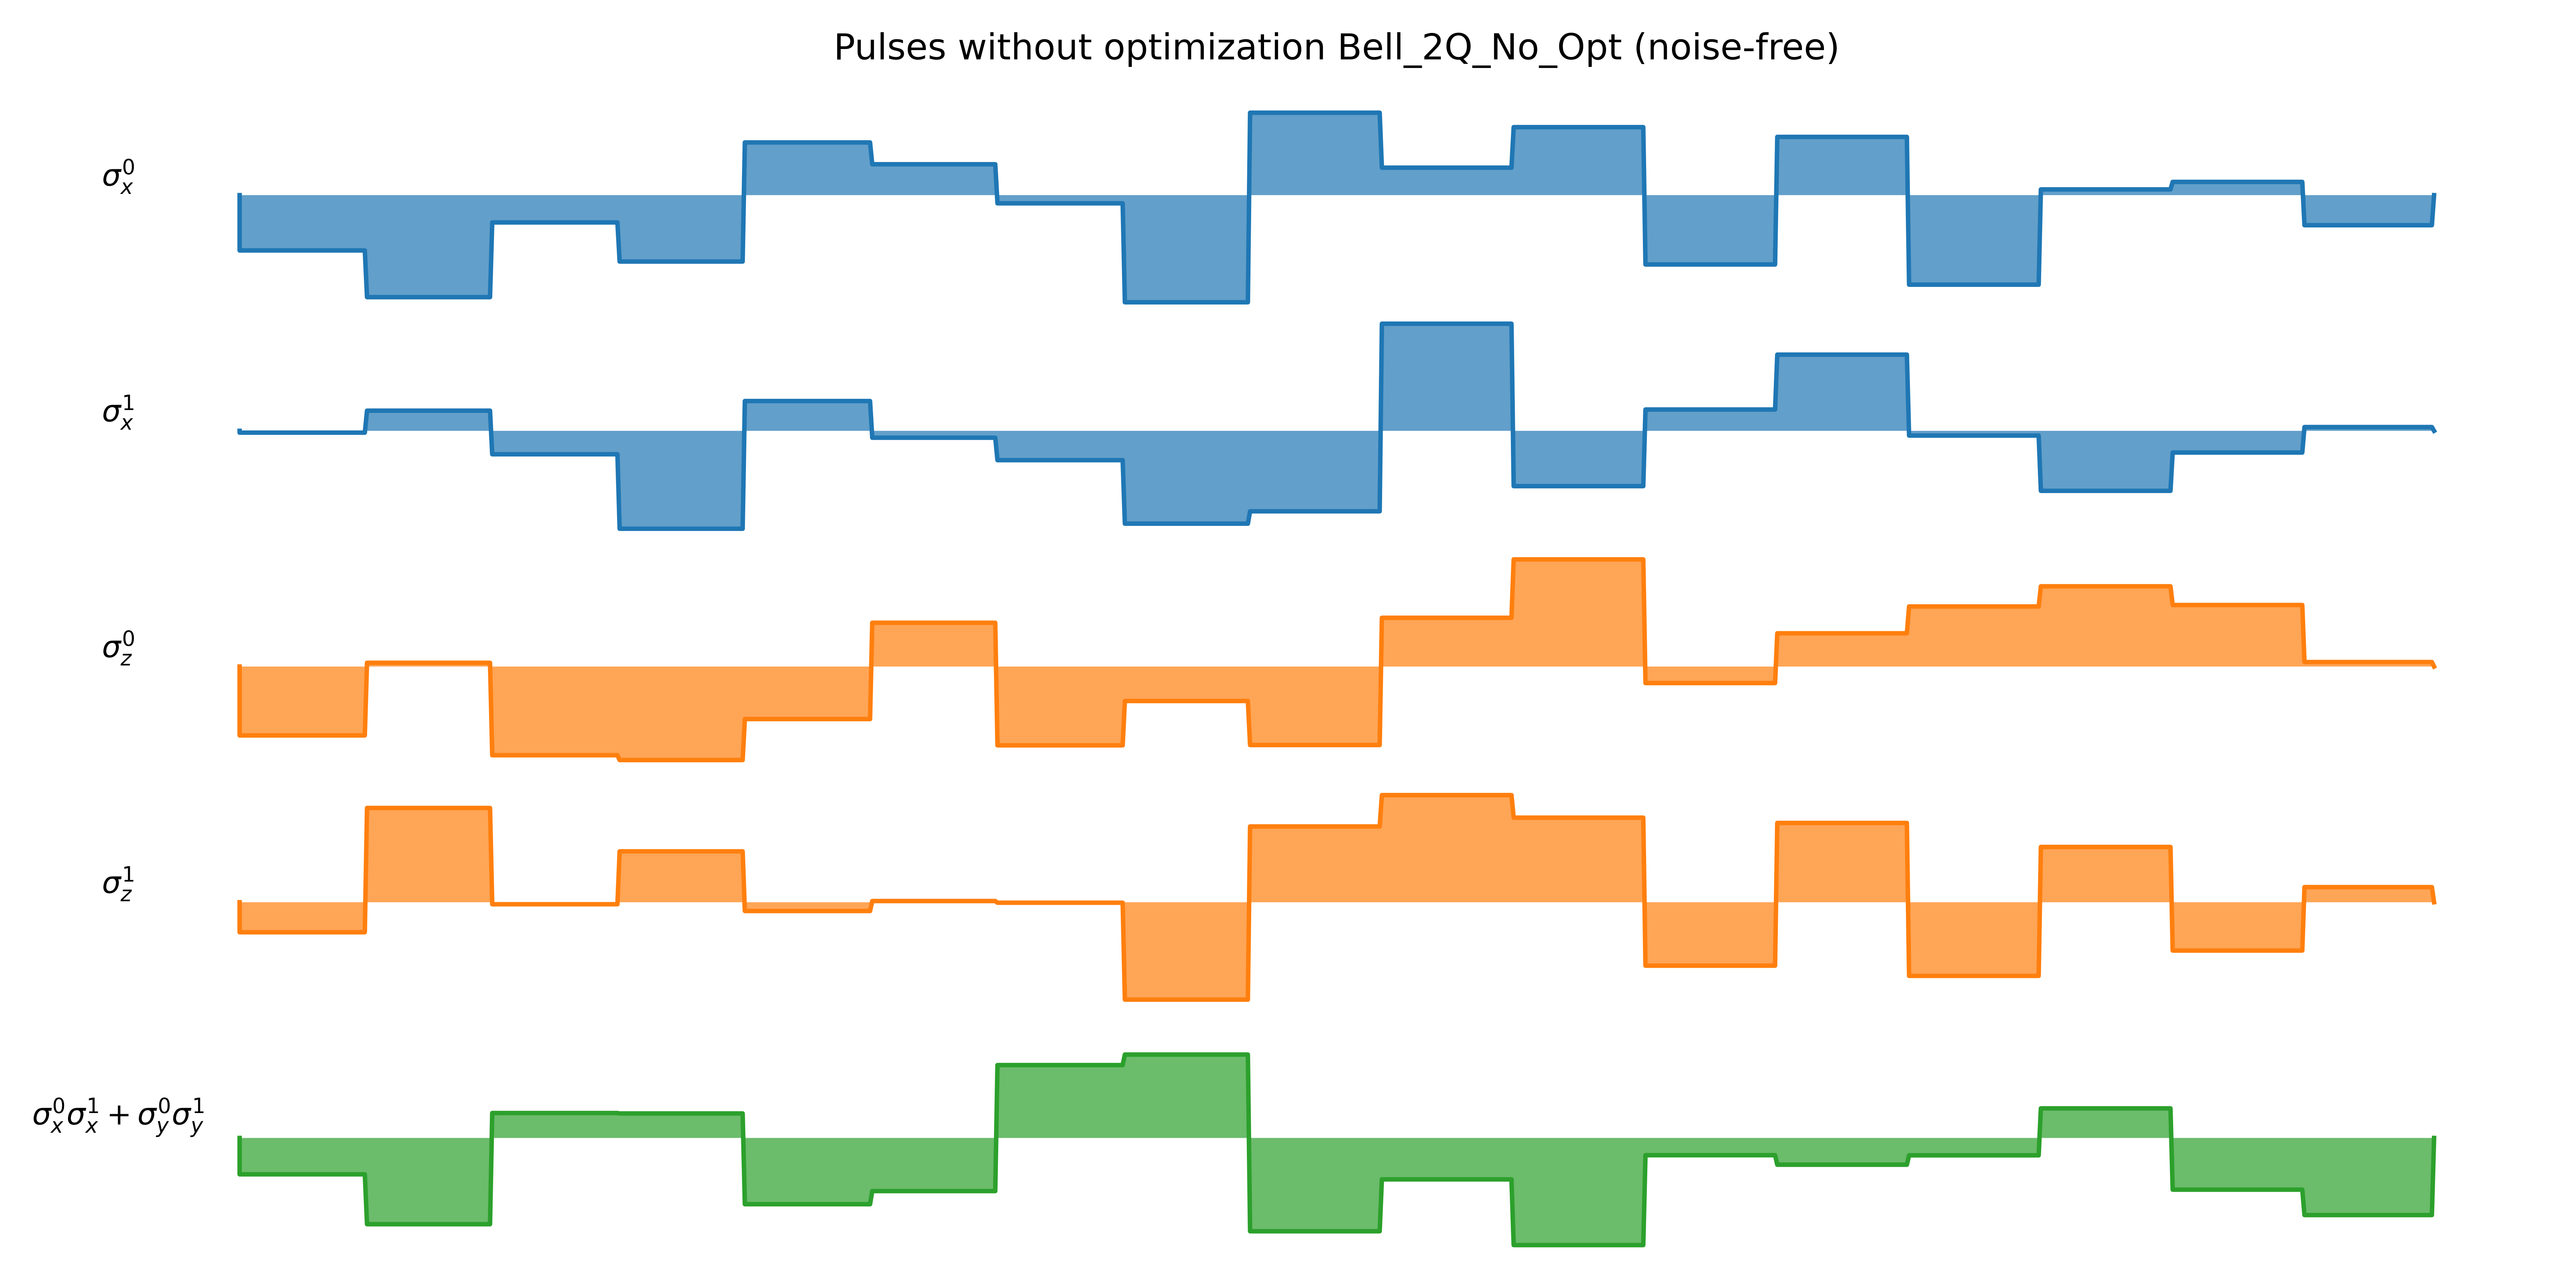 Pulses without optimization Bell_2Q_No_Opt (noise-free)
σ_x^0
σ_x^1
σ_z^0
σ_z^1
σ_x^0σ_x^1 + σ_y^0σ_y^1